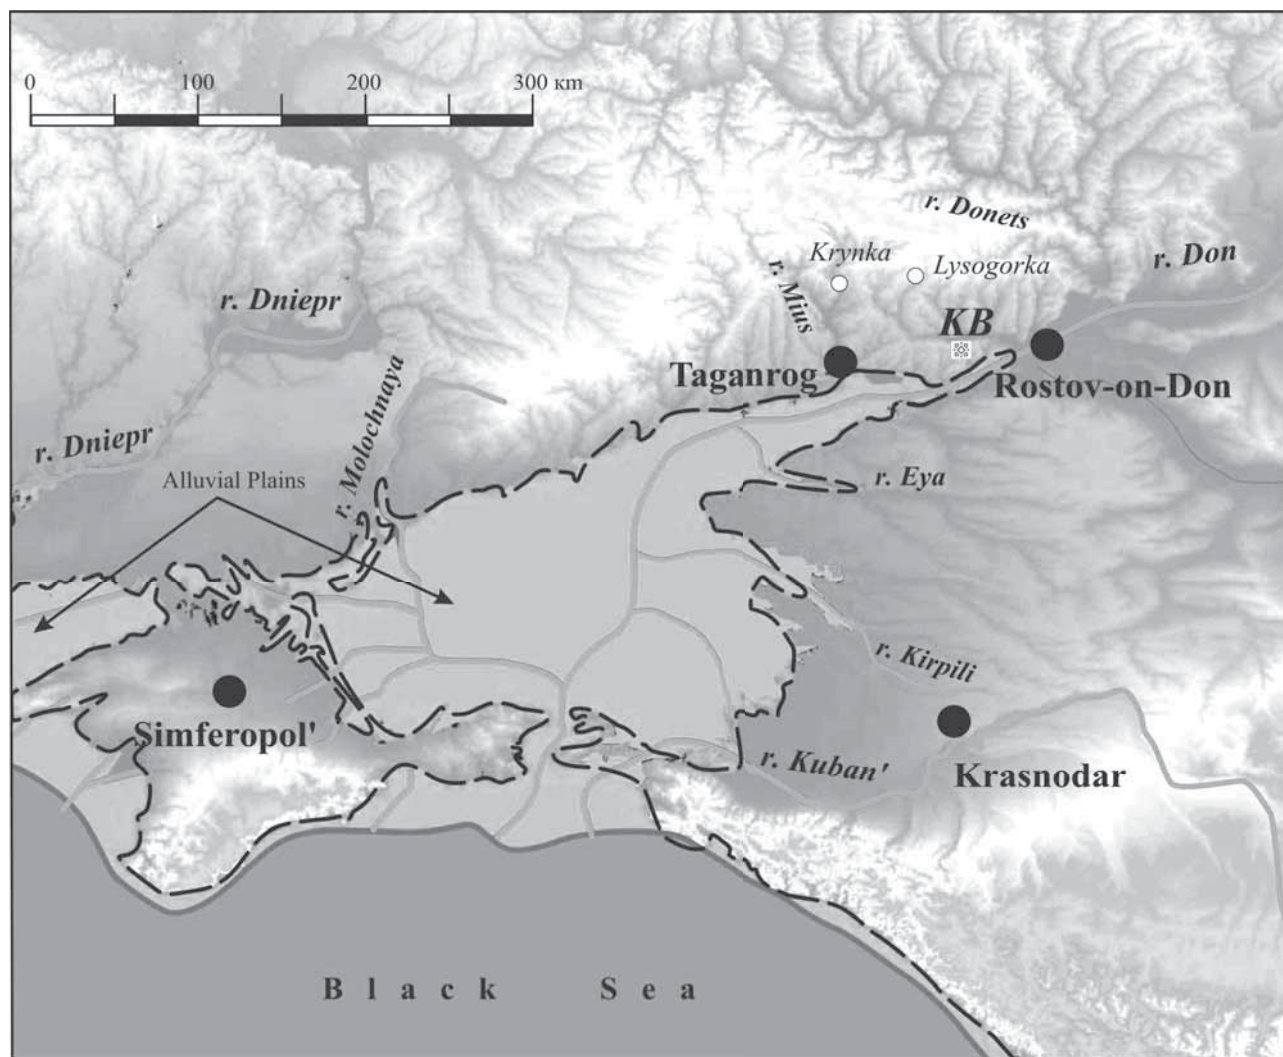 0 100 200 300 км
r. Donets
r. Don
Krynka
Lysogorka
r. Mius
r. Dniepr
KB
Taganrog
Rostov-on-Don
r. Molochnaya
r. Dniepr
Alluvial Plains
r. Eya
r. Kirpili
Simferopol'
r. Kuban'
Krasnodar
Black Sea